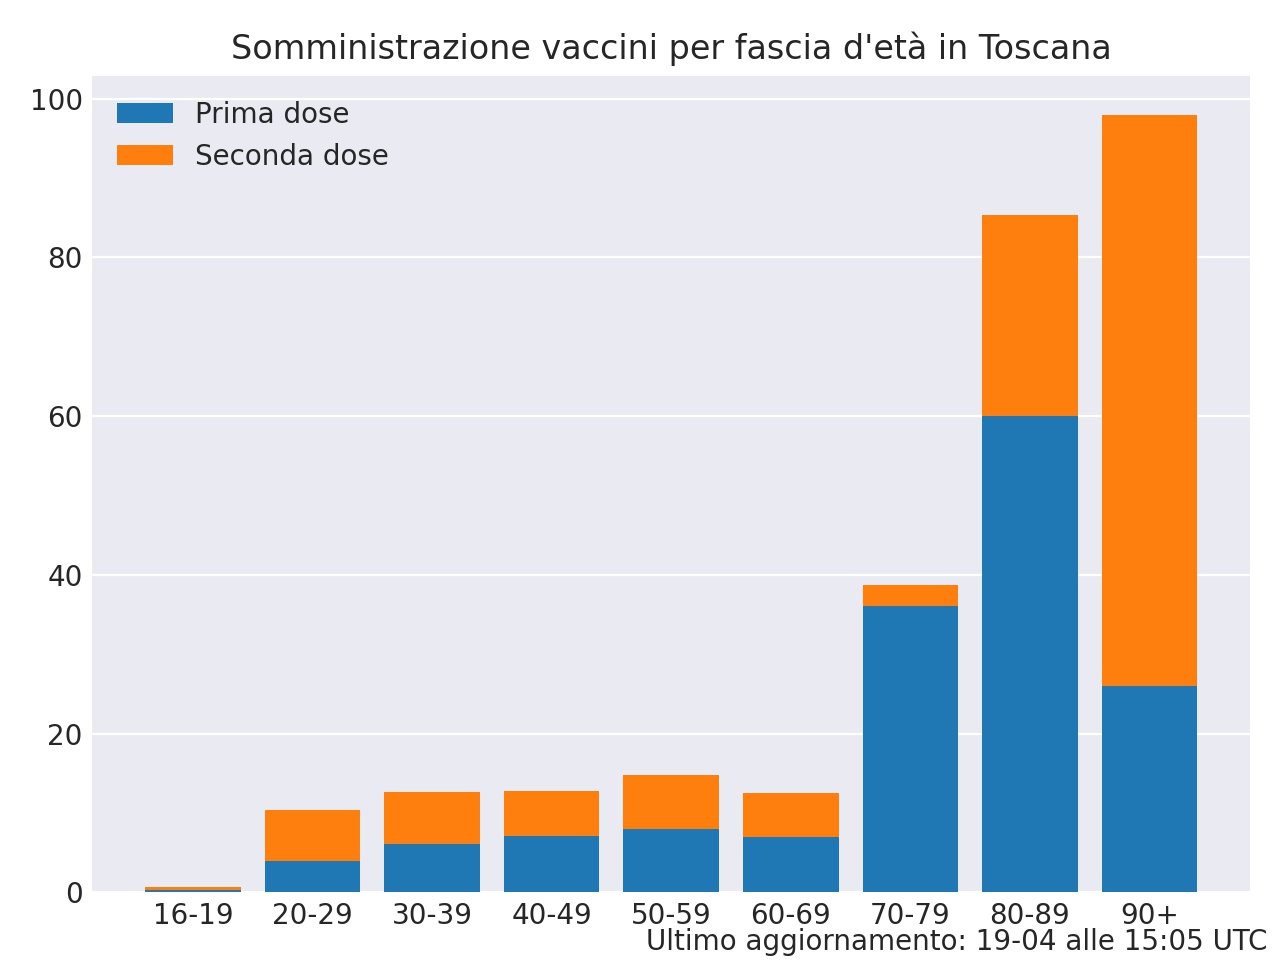 Somministrazione vaccini per fascia d'età in Toscana
100
Prima dose
Seconda dose
80
60
40
20
0
16-19 20-29 30-39 40-49 50-59 60-69 70-79 80-89 90+
Ultimo aggiornamento: 19-04 alle 15:05 UTC